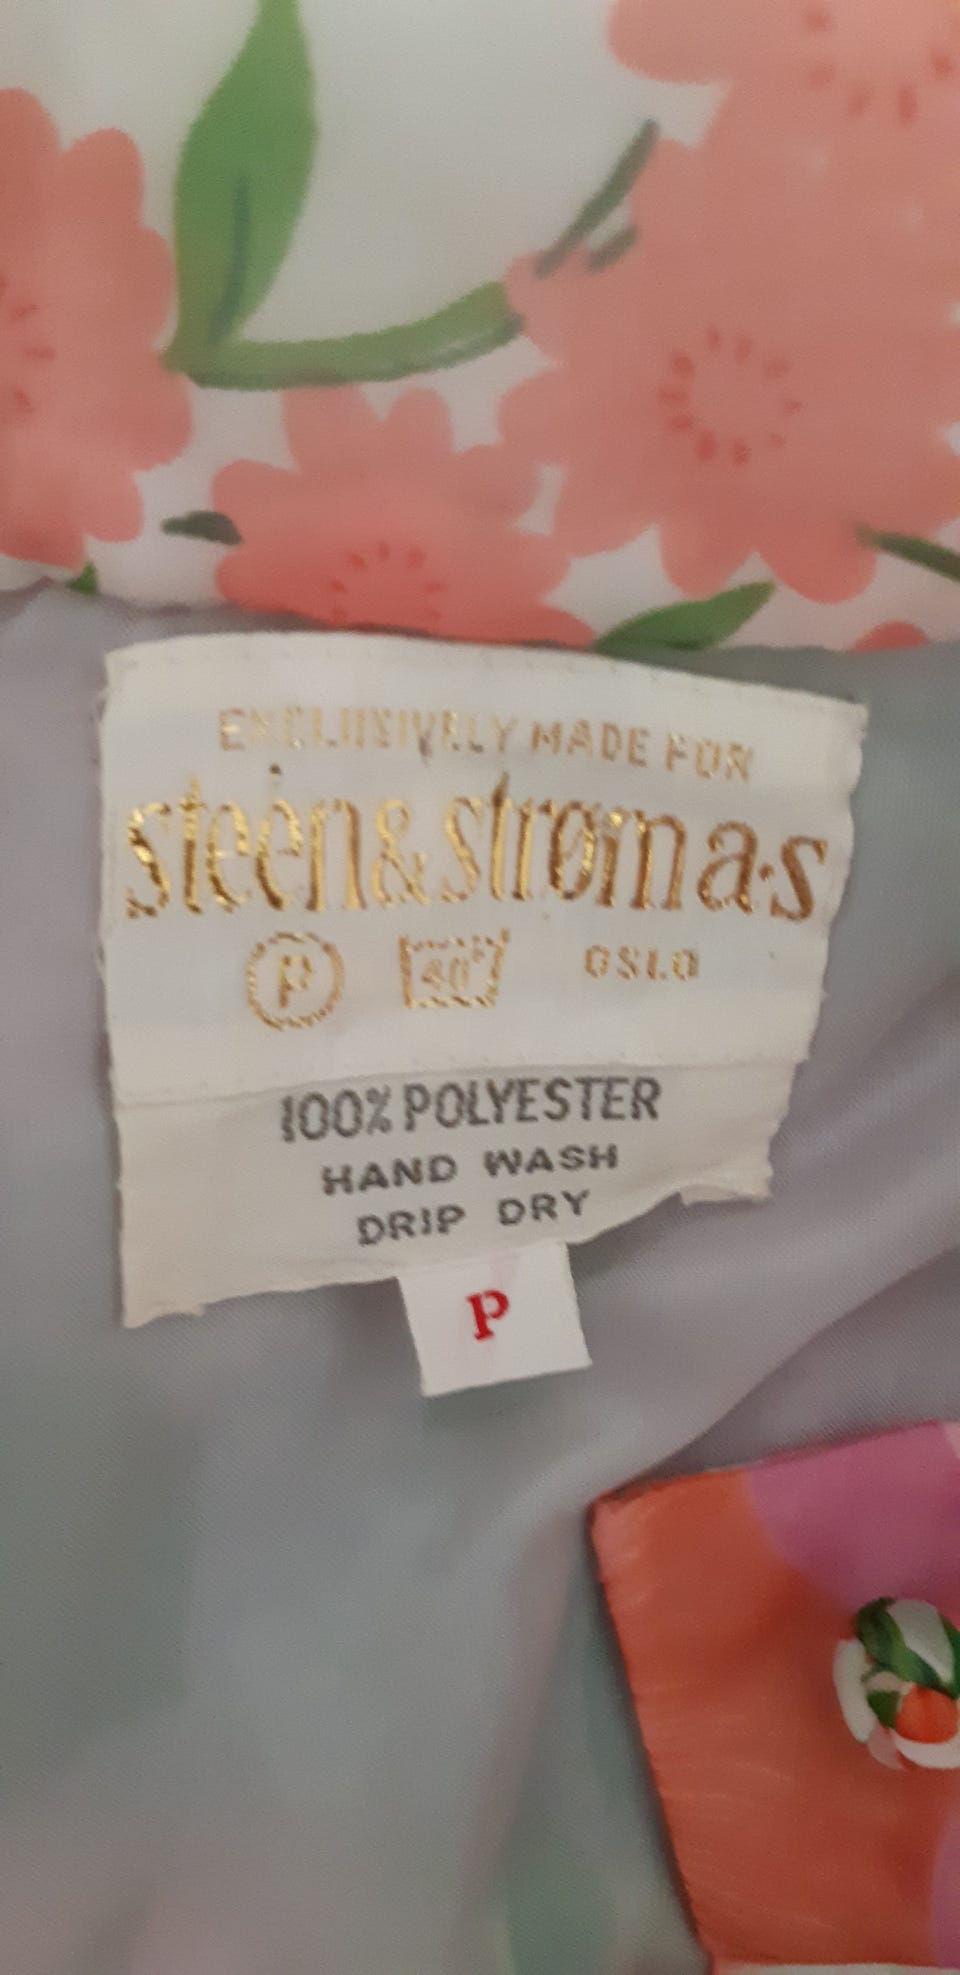 EXCLUSIVELY MADE FOR
steen & strøm a·s
P 40° OSLO
100% POLYESTER
HAND WASH
DRIP DRY
P